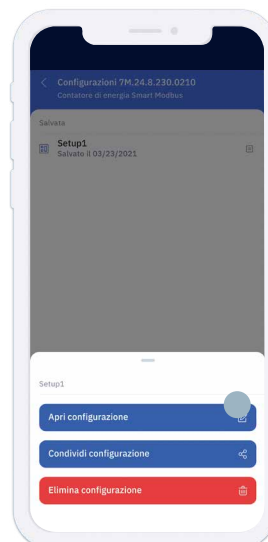 Configurazioni 7M.24.8.230.0210
Contatore di energia Smart Modbus
Salvata
Setup1
Salvato il 03/23/2021
Setup1
Apri configurazione
Condividi configurazione
Elimina configurazione